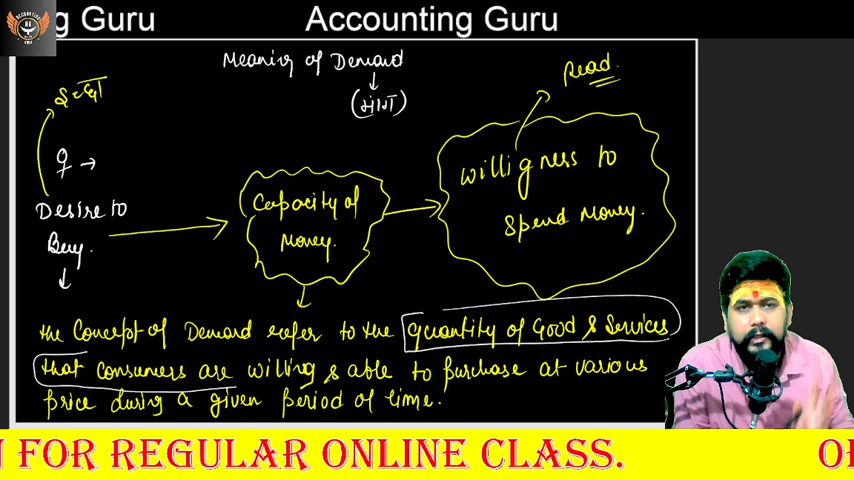 g Guru
Accounting Guru
Meaning of Demand
(मांग)
इच्छा
Read.
Desire to
Buy.
Capacity of
Money.
Willigness to
Spend Money.
the Concept of Demand refer to the quantity of Good & Services
that consumers are willing & able to purchase at various
price during a given period of time.
N FOR REGULAR ONLINE CLASS.
OR